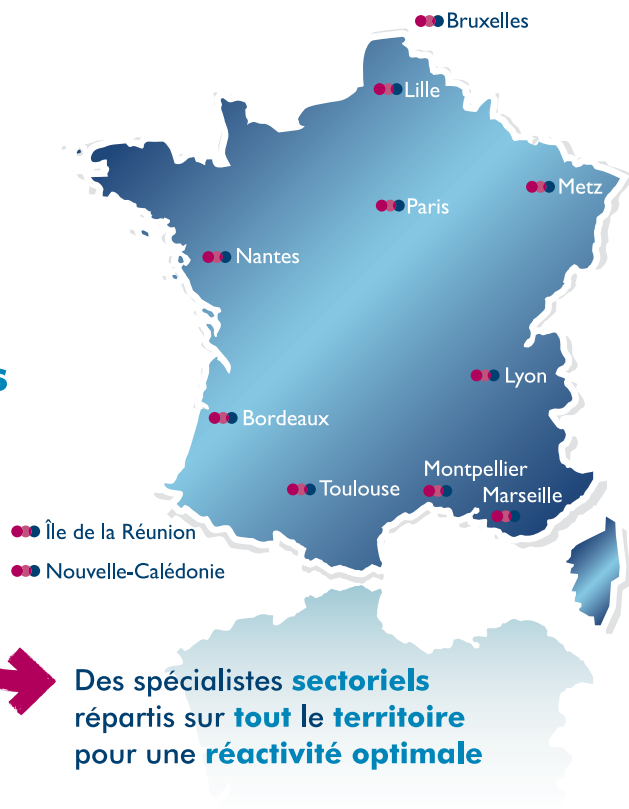 Bruxelles
Lille
Metz
Paris
Nantes
s
Lyon
Bordeaux
Montpellier
Toulouse
Marseille
Île de la Réunion
Nouvelle-Calédonie
Des spécialistes sectoriels
répartis sur tout le territoire
pour une réactivité optimale